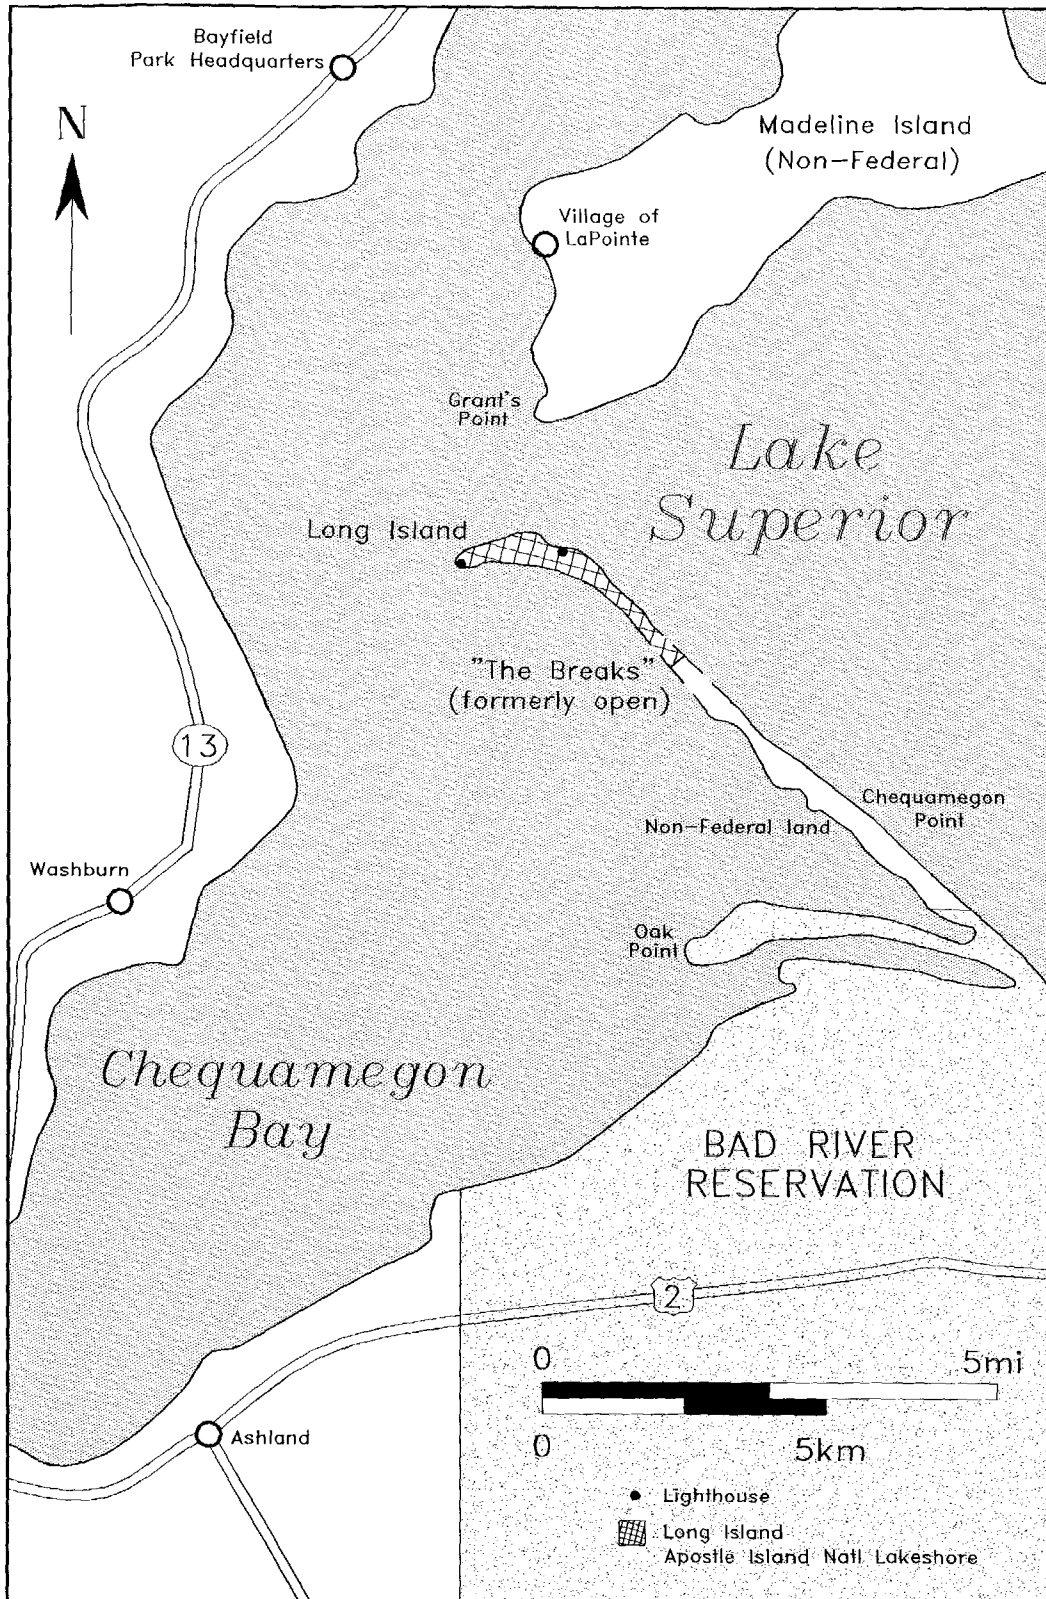 Bayfield
Park Headquarters
N
Madeline Island
(Non-Federal)
Village of
LaPointe
Grant's
Point
Lake
Superior
Long Island
"The Breaks"
(formerly open)
13
Chequamegon
Point
Non-Federal land
Washburn
Oak
Point
Chequamegon
Bay
BAD RIVER
RESERVATION
2
0 5mi
0 5km
Ashland
Lighthouse
Long Island
Apostle Island Natl Lakeshore